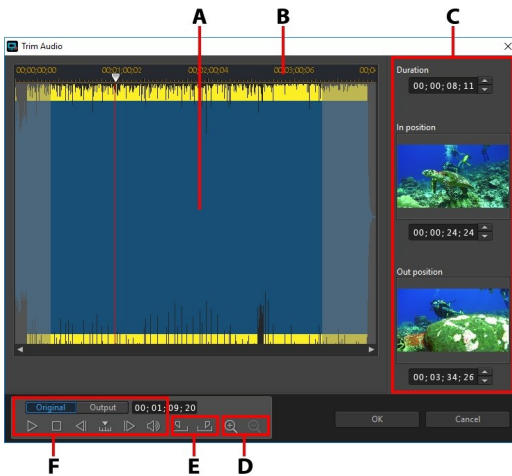 A
B
C
Trim Audio
00;00;00;00
00;01;00;02
00;02;00;04
00;03;00;06
00;0
Duration
00; 00; 08; 11
In position
00; 00; 24; 24
Out position
00; 03; 34; 26
Original
Output
00; 01; 09; 20
OK
Cancel
F
E
D